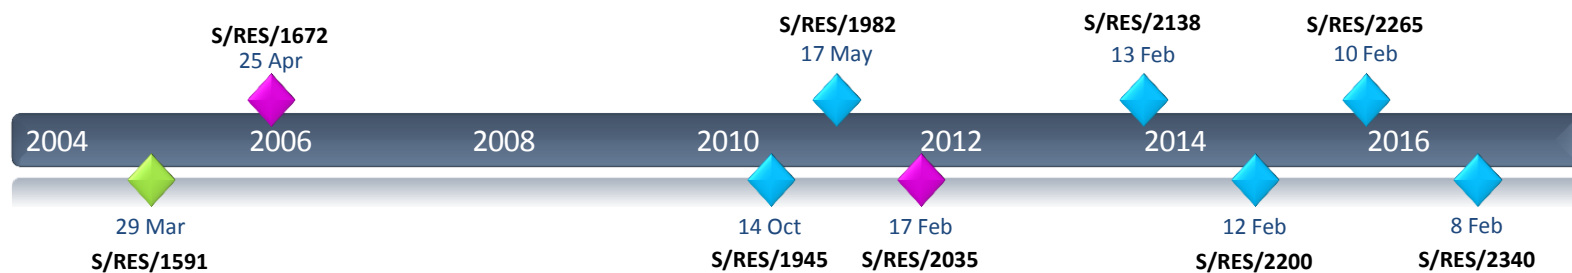 S/RES/1672
25 Apr
S/RES/1982
17 May
S/RES/2138
13 Feb
S/RES/2265
10 Feb
2004 2006 2008 2010 2012 2014 2016
29 Mar
S/RES/1591
14 Oct
S/RES/1945
17 Feb
S/RES/2035
12 Feb
S/RES/2200
8 Feb
S/RES/2340